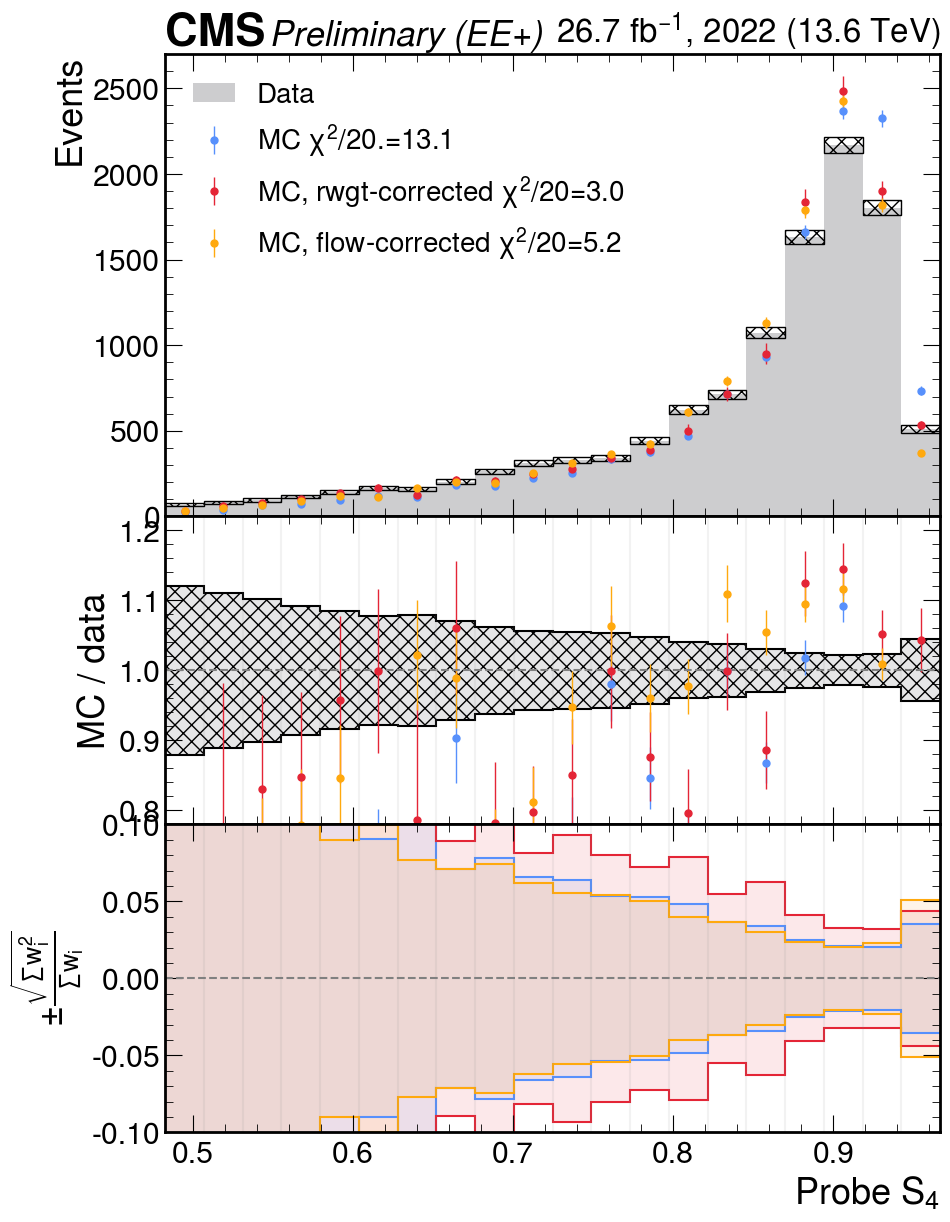 CMS Preliminary (EE+) 26.7 fb⁻¹, 2022 (13.6 TeV)
Events
2500
2000
1500
1000
500
0
Data
MC χ²/20.=13.1
MC, rwgt-corrected χ²/20=3.0
MC, flow-corrected χ²/20=5.2
MC / data
1.2
1.1
1.0
0.9
0.8
±√Σwᵢ² / Σwᵢ
0.10
0.05
0.00
-0.05
-0.10
0.5 0.6 0.7 0.8 0.9
Probe S₄